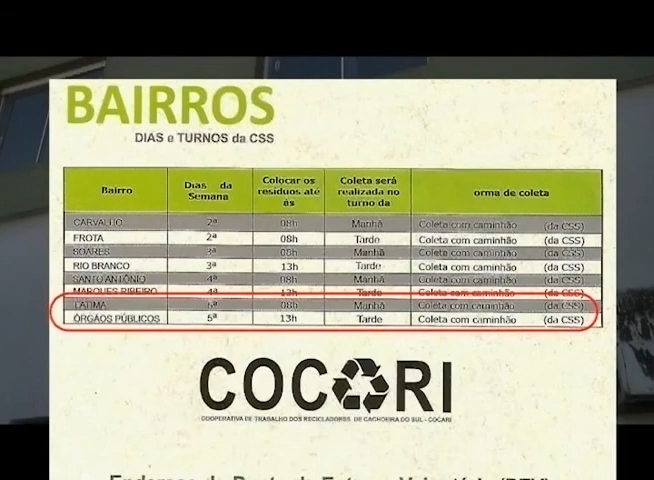 BAIRROS
DIAS e TURNOS da CSS
Bairro Dias da Semana Colocar os resíduos até às Coleta será realizada no turno da orma de coleta
CARVALHO 2ª 08h Manhã Coleta com caminhão (da CSS)
FROTA 2ª 08h Tarde Coleta com caminhão (da CSS)
SOARES 3ª 08h Manhã Coleta com caminhão (da CSS)
RIO BRANCO 3ª 13h Tarde Coleta com caminhão (da CSS)
SANTO ANTÔNIO 4ª 08h Manhã Coleta com caminhão (da CSS)
MARQUES RIBEIRO 4ª 13h Tarde Coleta com caminhão (da CSS)
FÁTIMA 08h Manhã Coleta com caminhão (da CSS)
ÓRGÃOS PÚBLICOS 5ª 13h Tarde Coleta com caminhão (da CSS)
COCARI
COOPERATIVA DE TRABALHO DOS RECICLADORES DE CACHOEIRA DO SUL - COCARI